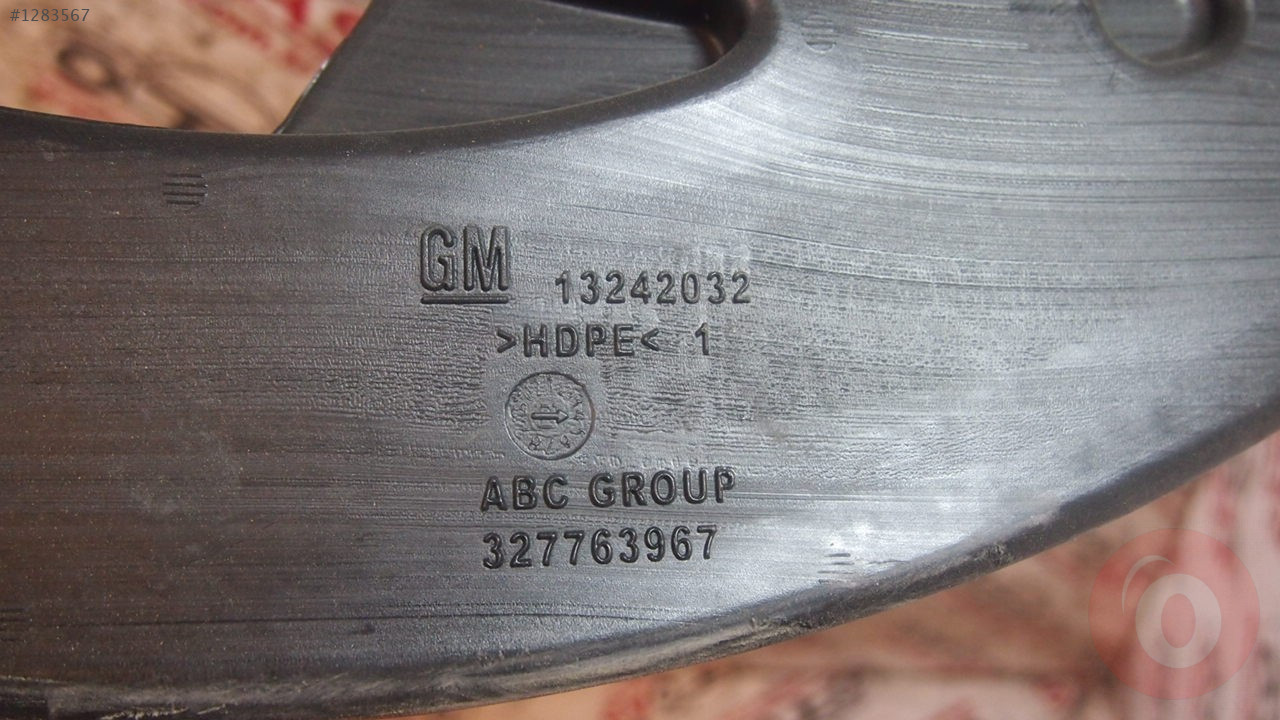 #1283567
GM 13242032
>HDPE< 1
ABC GROUP
327763967